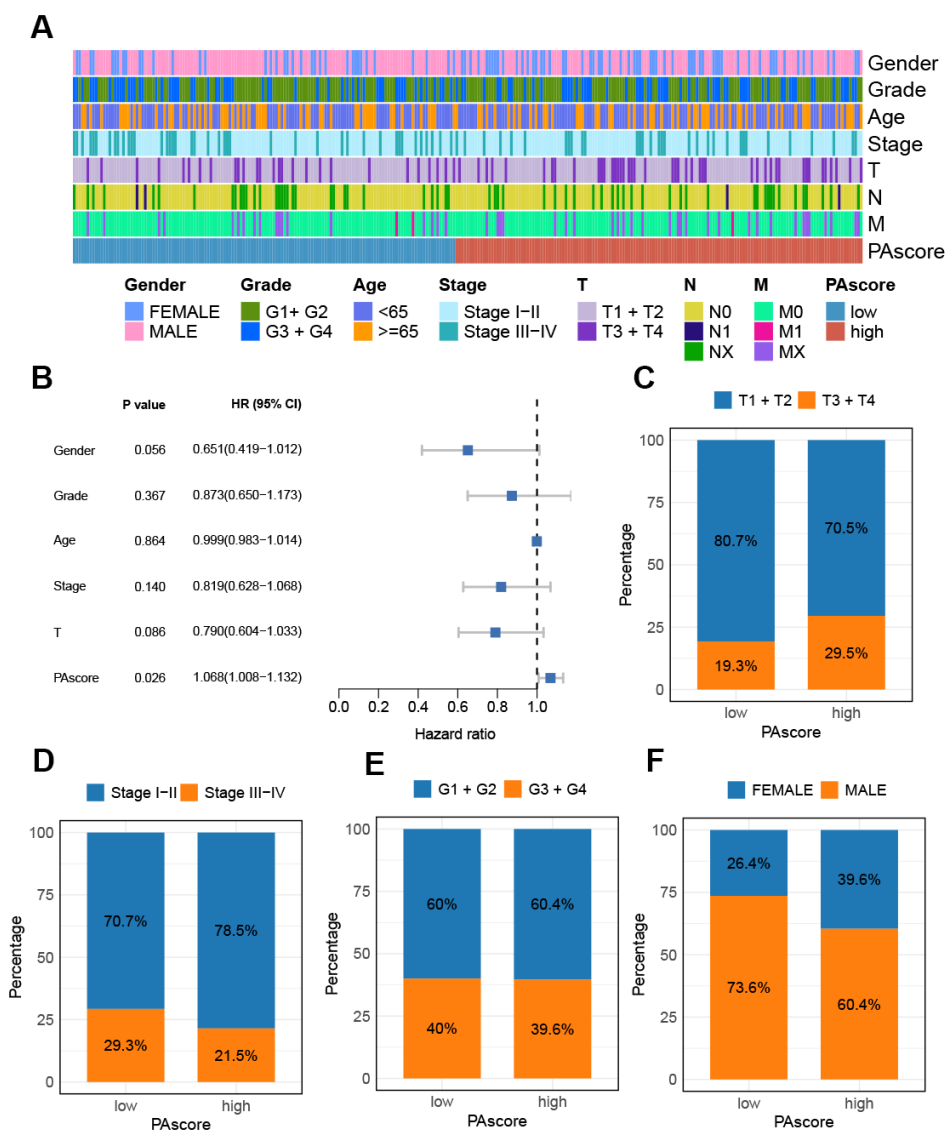 A
Gender
Grade
Age
Stage
T
N
M
PAscore
Gender Grade Age Stage T N M PAscore
FEMALE G1+ G2 <65 Stage I−II T1 + T2 N0 M0 low
MALE G3 + G4 >=65 Stage III−IV T3 + T4 N1 M1 high
NX MX
B
P value HR (95% CI)
Gender 0.056 0.651(0.419−1.012)
Grade 0.367 0.873(0.650−1.173)
Age 0.864 0.999(0.983−1.014)
Stage 0.140 0.819(0.628−1.068)
T 0.086 0.790(0.604−1.033)
PAscore 0.026 1.068(1.008−1.132)
0.0 0.2 0.4 0.6 0.8 1.0
Hazard ratio
C
T1 + T2 T3 + T4
100
75
50
25
0
Percentage
80.7% 70.5%
19.3% 29.5%
low high
PAscore
D
Stage I−II Stage III−IV
100
75
50
25
0
Percentage
70.7% 78.5%
29.3% 21.5%
low high
PAscore
E
G1 + G2 G3 + G4
100
75
50
25
0
Percentage
60% 60.4%
40% 39.6%
low high
PAscore
F
FEMALE MALE
100
75
50
25
0
Percentage
26.4% 39.6%
73.6% 60.4%
low high
PAscore